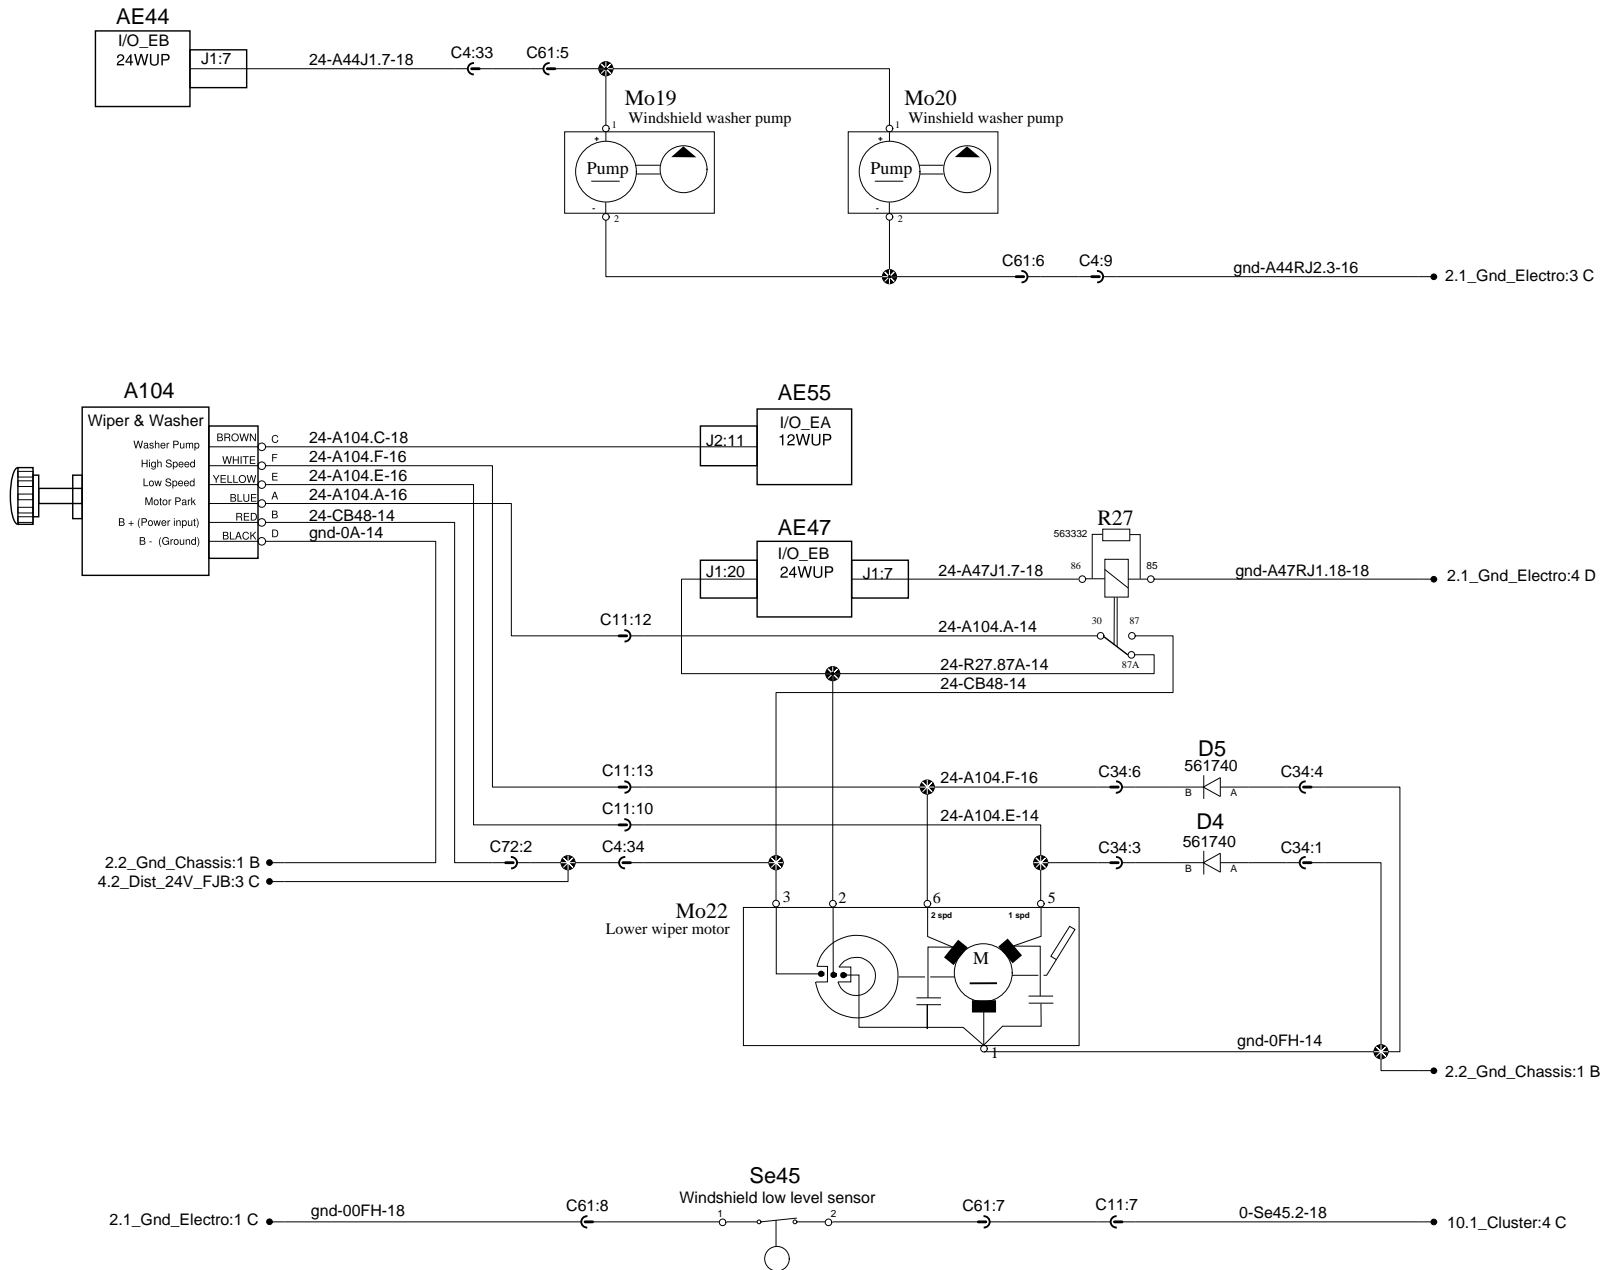 AE44
I/O_EB
24WUP
J1:7
24-A44J1.7-18
C4:33
C61:5
Mo19
Windshield washer pump
Mo20
Winshield washer pump
1
1
+
+
Pump
Pump
-
-
2
2
C61:6
C4:9
gnd-A44RJ2.3-16
2.1_Gnd_Electro:3 C
A104
Wiper & Washer
Washer Pump
BROWN
C
24-A104.C-18
High Speed
WHITE
F
24-A104.F-16
Low Speed
YELLOW
E
24-A104.E-16
Motor Park
BLUE
A
24-A104.A-16
B + (Power input)
RED
B
24-CB48-14
B - (Ground)
BLACK
D
gnd-0A-14
AE55
I/O_EA
12WUP
J2:11
AE47
I/O_EB
24WUP
J1:20
J1:7
24-A47J1.7-18
R27
563332
86
85
gnd-A47RJ1.18-18
2.1_Gnd_Electro:4 D
C11:12
24-A104.A-14
30
87
87A
24-R27.87A-14
24-CB48-14
C11:13
24-A104.F-16
C34:6
D5
561740
B
A
C34:4
C11:10
24-A104.E-14
D4
561740
B
A
C34:3
C34:1
2.2_Gnd_Chassis:1 B
4.2_Dist_24V_FJB:3 C
C72:2
C4:34
Mo22
Lower wiper motor
3
2
6
5
2 spd
1 spd
M
1
gnd-0FH-14
2.2_Gnd_Chassis:1 B
Se45
Windshield low level sensor
2.1_Gnd_Electro:1 C
gnd-00FH-18
C61:8
1
2
C61:7
C11:7
0-Se45.2-18
10.1_Cluster:4 C